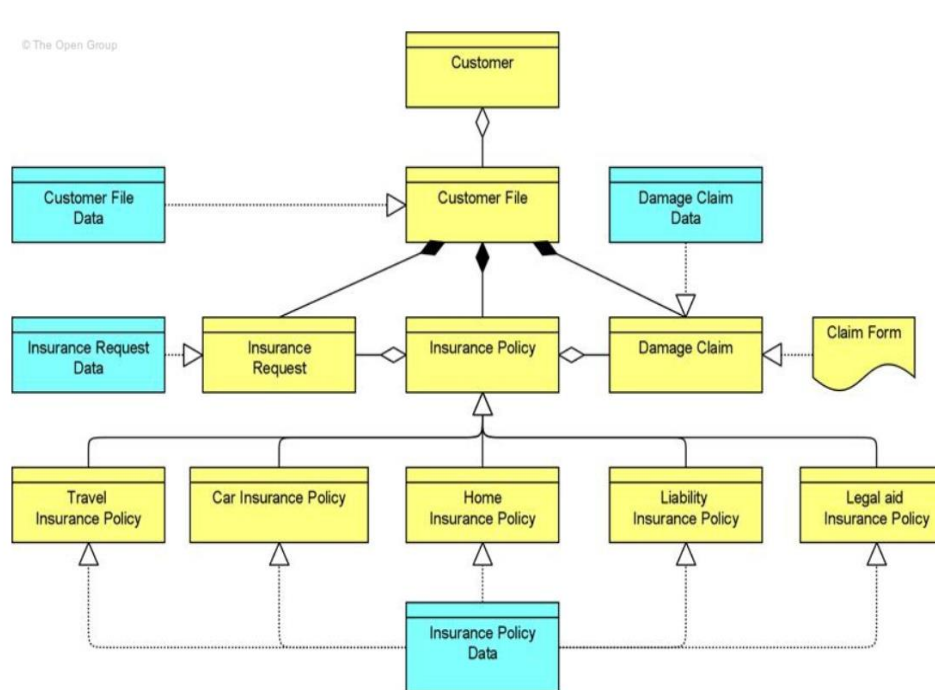 © The Open Group
Customer
Customer File
Data
Customer File
Damage Claim
Data
Insurance Request
Data
Insurance
Request
Insurance Policy
Damage Claim
Claim Form
Travel
Insurance Policy
Car Insurance Policy
Home
Insurance Policy
Liability
Insurance Policy
Legal aid
Insurance Policy
Insurance Policy
Data